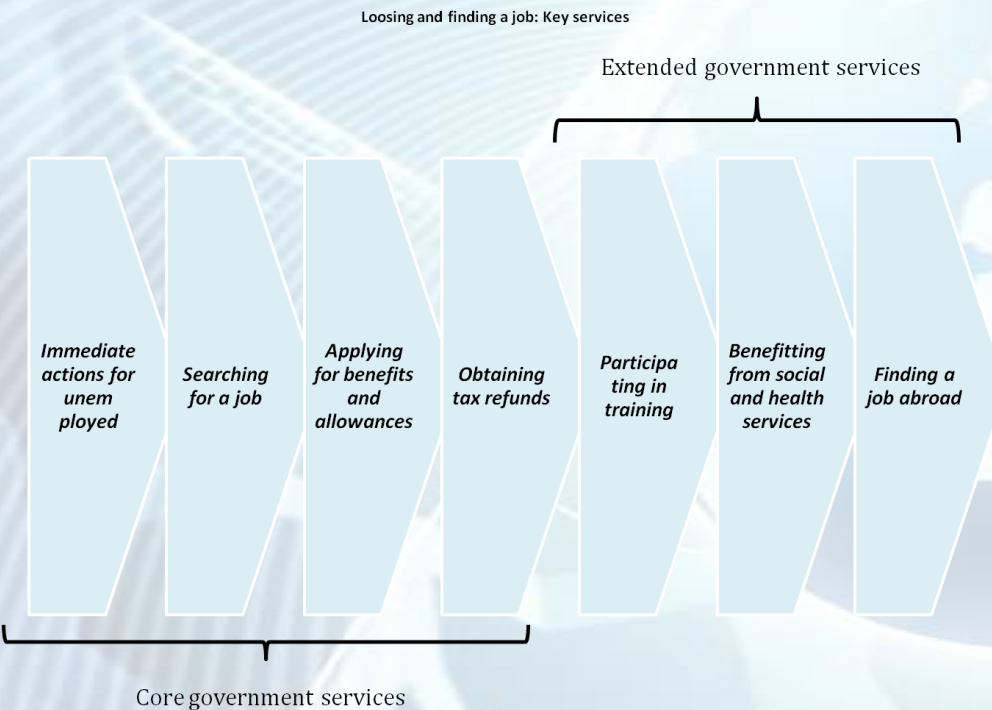 Loosing and finding a job: Key services
Extended government services
Immediate
actions for
unem
ployed
Searching
for a job
Applying
for benefits
and
allowances
Obtaining
tax refunds
Participa
ting in
training
Benefitting
from social
and health
services
Finding a
job abroad
Core government services